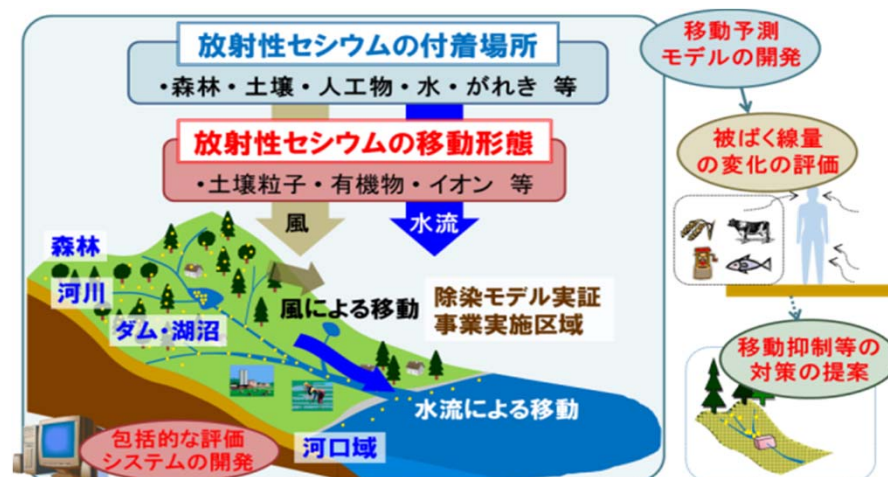 放射性セシウムの付着場所
・森林・土壌・人工物・水・がれき 等
放射性セシウムの移動形態
・土壌粒子・有機物・イオン 等
風
水流
森林
河川
ダム・湖沼
風による移動
除染モデル実証
事業実施区域
水流による移動
河口域
包括的な評価
システムの開発
移動予測
モデルの開発
被ばく線量
の変化の評価
移動抑制等の
対策の提案